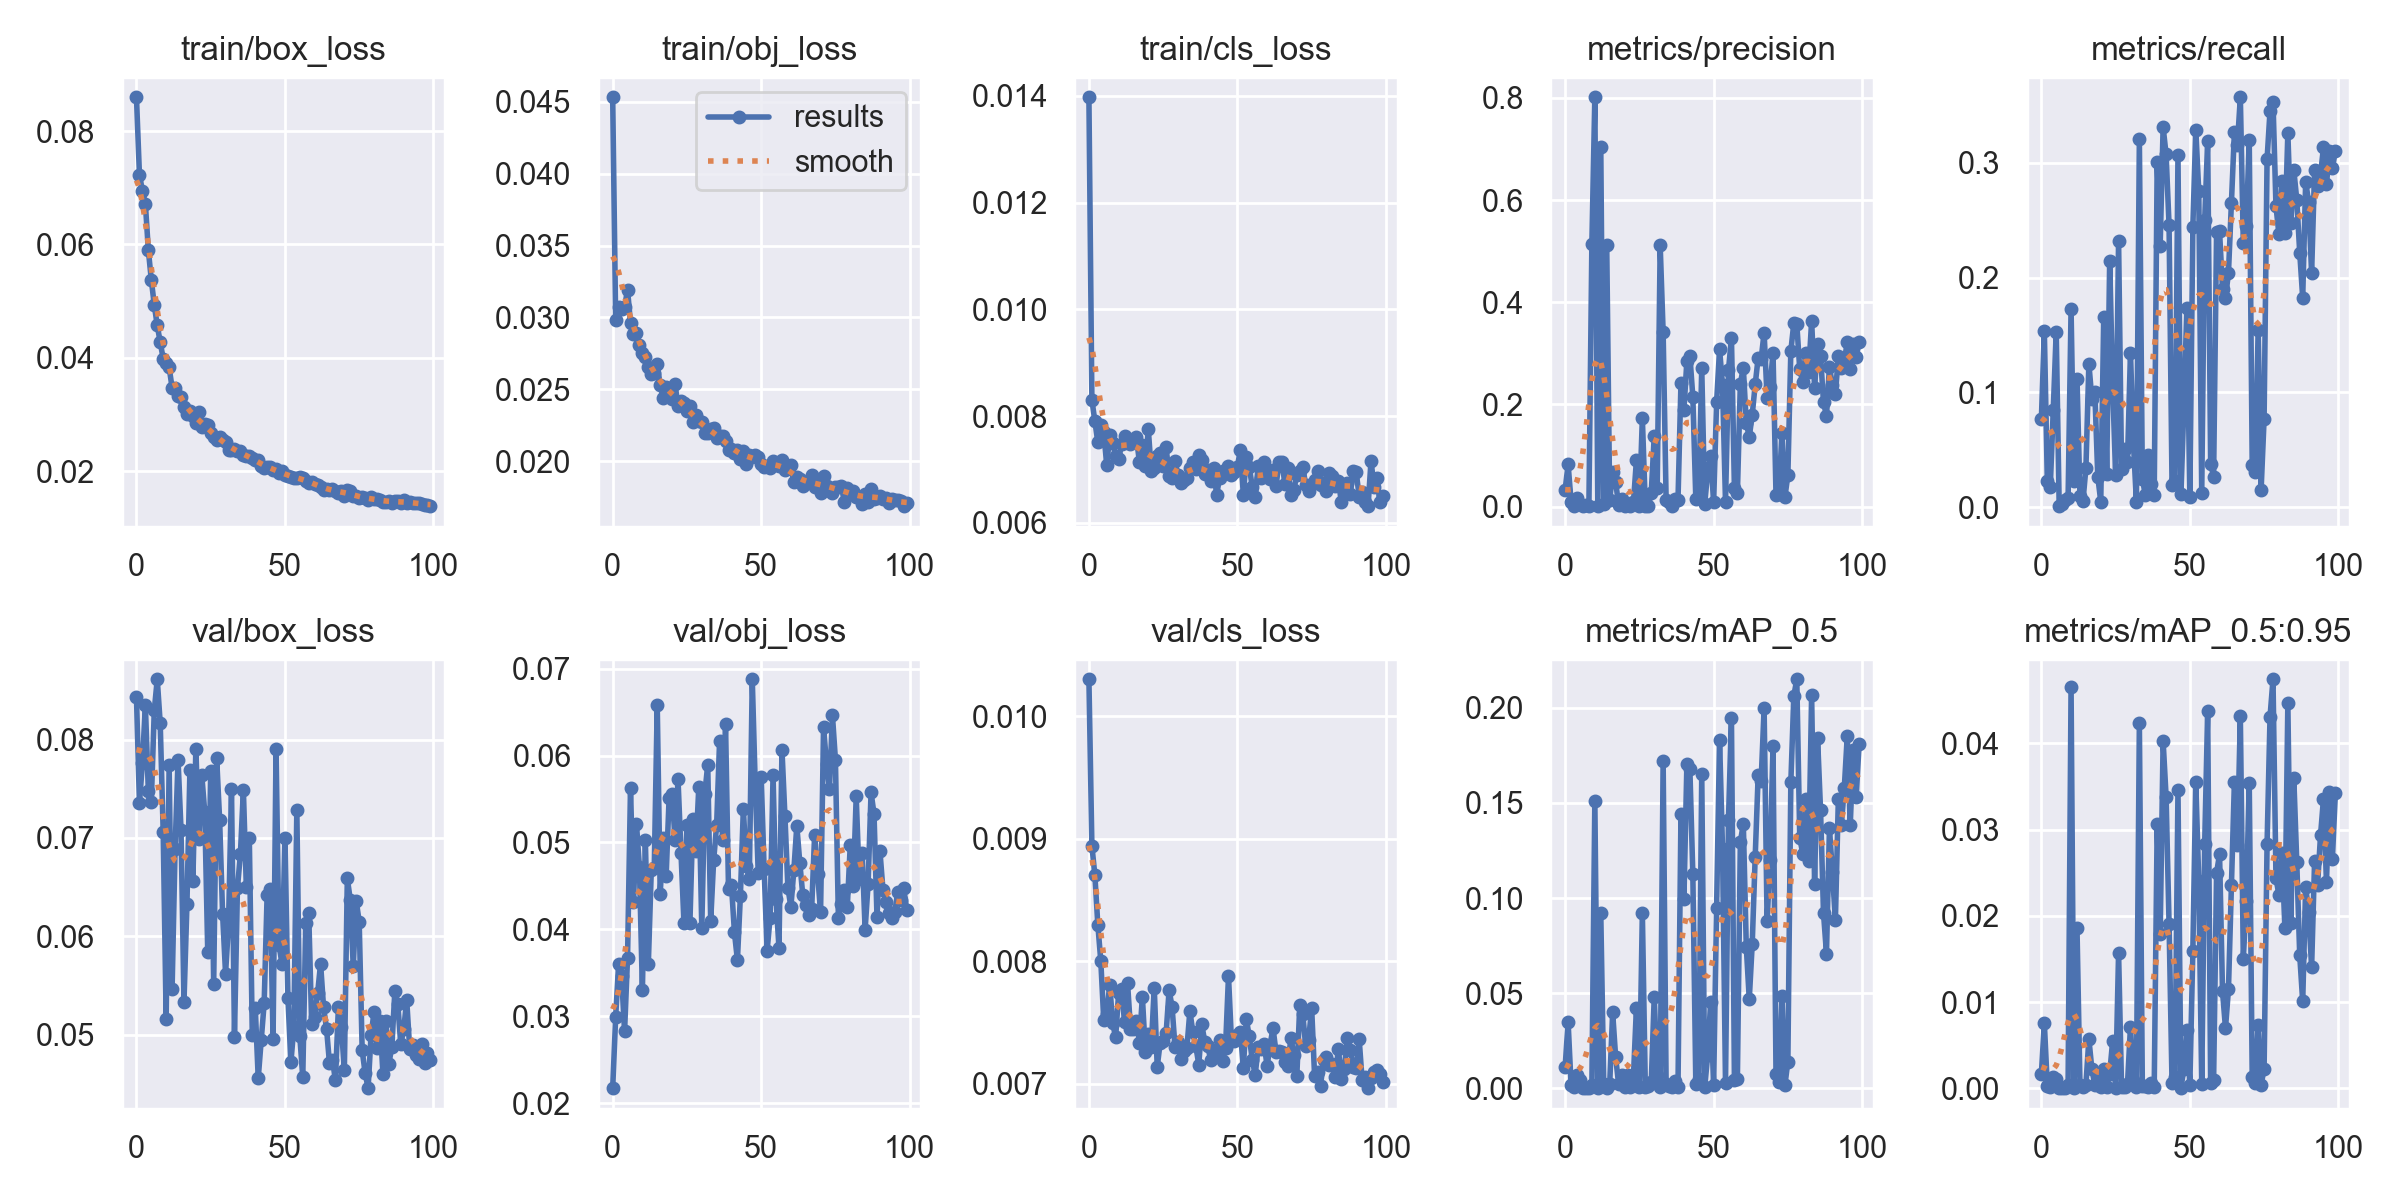 train/box_loss
0.08
0.06
0.04
0.02
0 50 100
train/obj_loss
results
smooth
0.045
0.040
0.035
0.030
0.025
0.020
0 50 100
train/cls_loss
0.014
0.012
0.010
0.008
0.006
0 50 100
metrics/precision
0.8
0.6
0.4
0.2
0.0
0 50 100
metrics/recall
0.3
0.2
0.1
0.0
0 50 100
val/box_loss
0.08
0.07
0.06
0.05
0 50 100
val/obj_loss
0.07
0.06
0.05
0.04
0.03
0.02
0 50 100
val/cls_loss
0.010
0.009
0.008
0.007
0 50 100
metrics/mAP_0.5
0.20
0.15
0.10
0.05
0.00
0 50 100
metrics/mAP_0.5:0.95
0.04
0.03
0.02
0.01
0.00
0 50 100